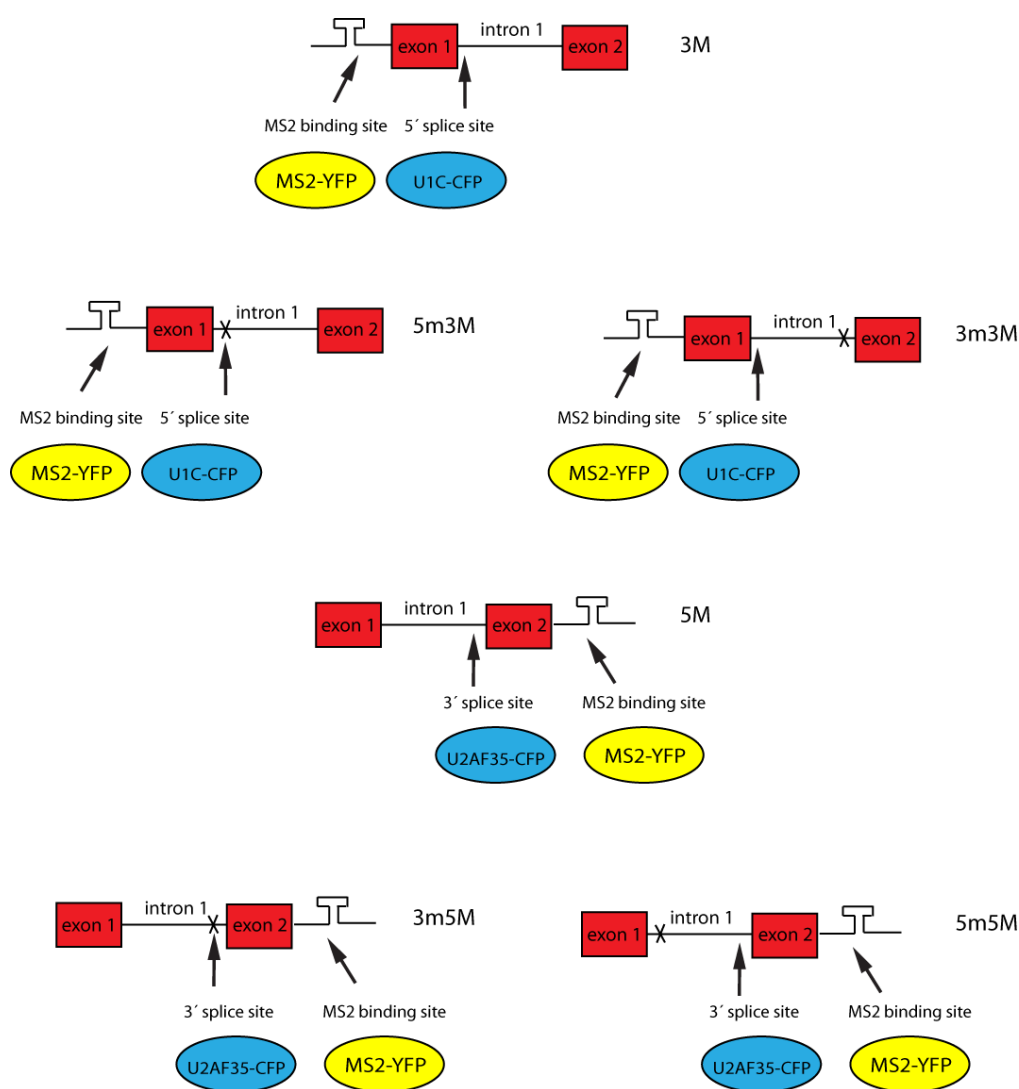 intron 1
exon 1 exon 2 3M
MS2 binding site 5´ splice site
MS2-YFP U1C-CFP
intron 1
exon 1 exon 2 5m3M
MS2 binding site 5´ splice site
MS2-YFP U1C-CFP
intron 1
exon 1 exon 2 3m3M
MS2 binding site 5´ splice site
MS2-YFP U1C-CFP
intron 1
exon 1 exon 2 5M
3´ splice site MS2 binding site
U2AF35-CFP MS2-YFP
intron 1
exon 1 exon 2 3m5M
3´ splice site MS2 binding site
U2AF35-CFP MS2-YFP
intron 1
exon 1 exon 2 5m5M
3´ splice site MS2 binding site
U2AF35-CFP MS2-YFP